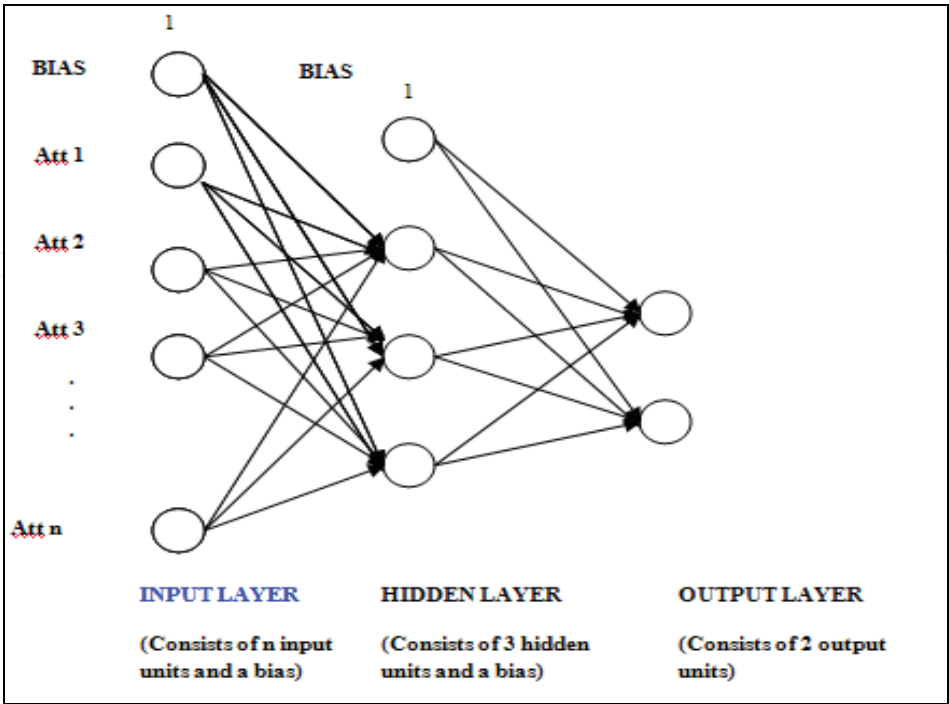 1
BIAS
BIAS
1
Att 1
Att 2
Att 3
.
.
.
Att n
INPUT LAYER
HIDDEN LAYER
OUTPUT LAYER
(Consists of n input
units and a bias)
(Consists of 3 hidden
units and a bias)
(Consists of 2 output
units)